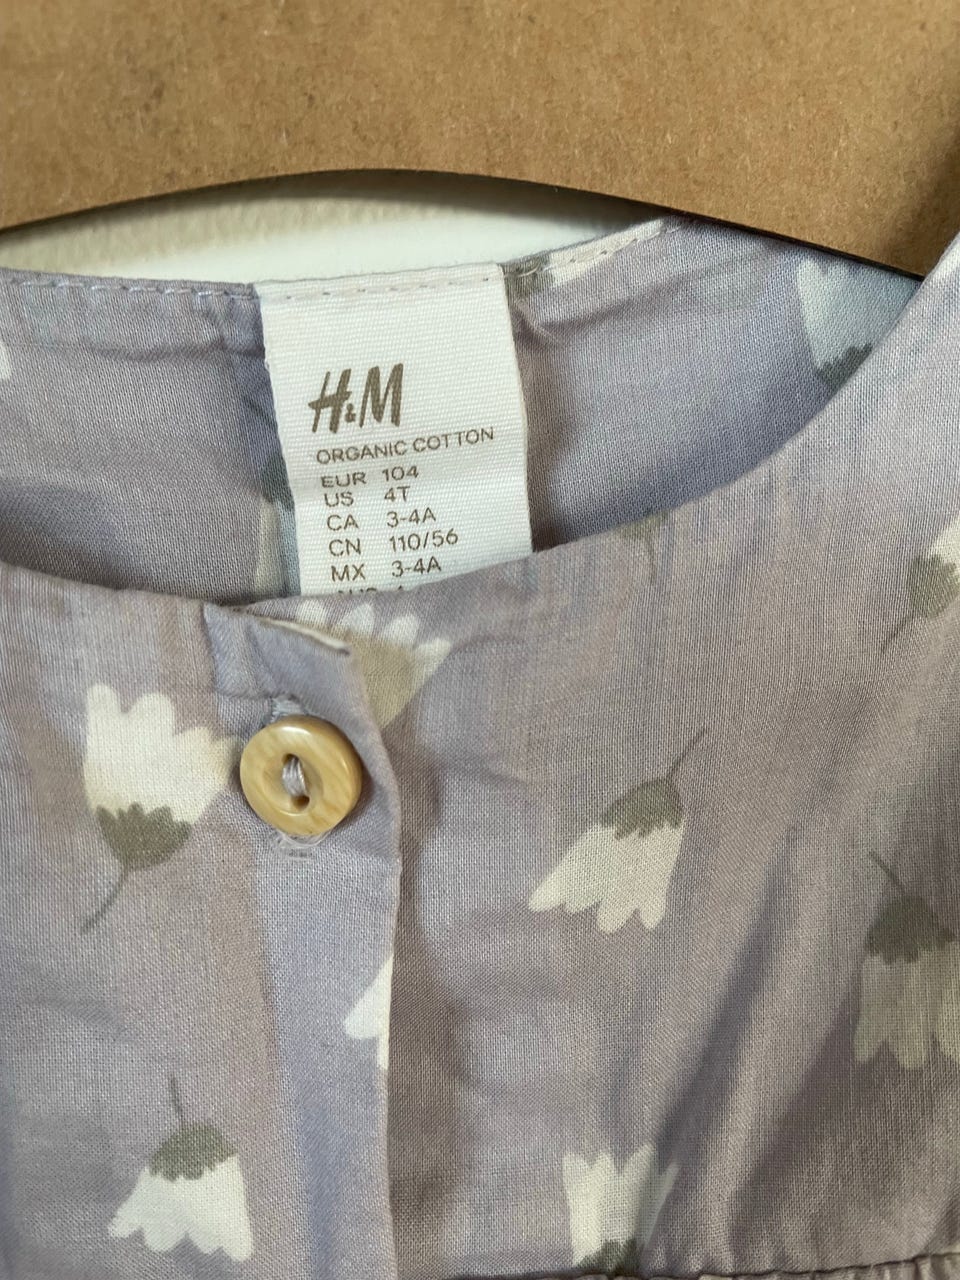 H&M
ORGANIC COTTON
EUR 104
US 4T
CA 3-4A
CN 110/56
MX 3-4A